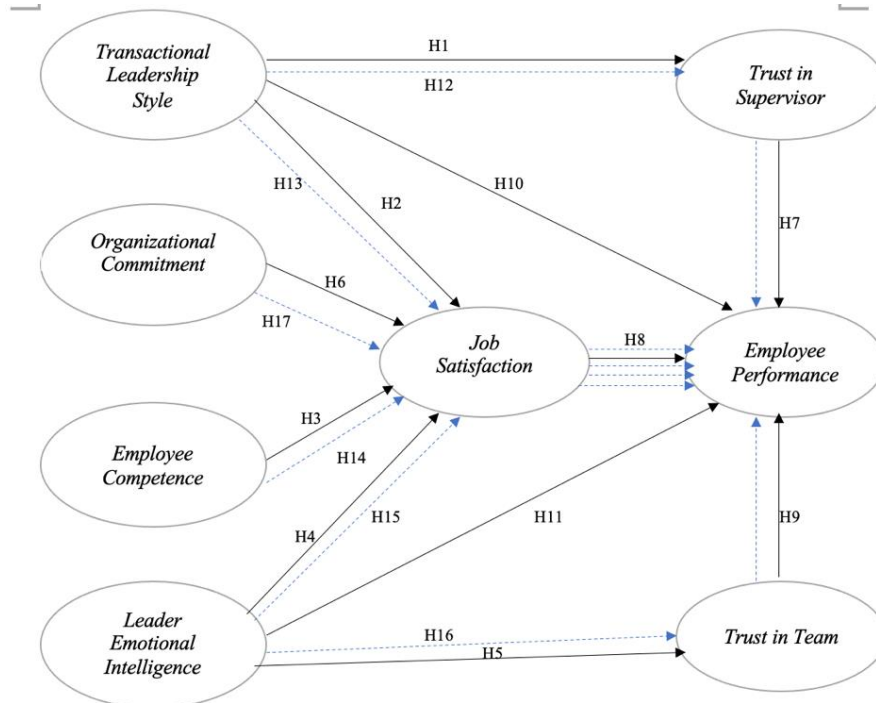 Transactional
Leadership
Style
H1
H12
Trust in
Supervisor
H13
H2
H10
H7
Organizational
Commitment
H6
H17
Job
Satisfaction
H8
Employee
Performance
Employee
Competence
H3
H14
H4
H15
H11
H9
Leader
Emotional
Intelligence
H16
H5
Trust in Team